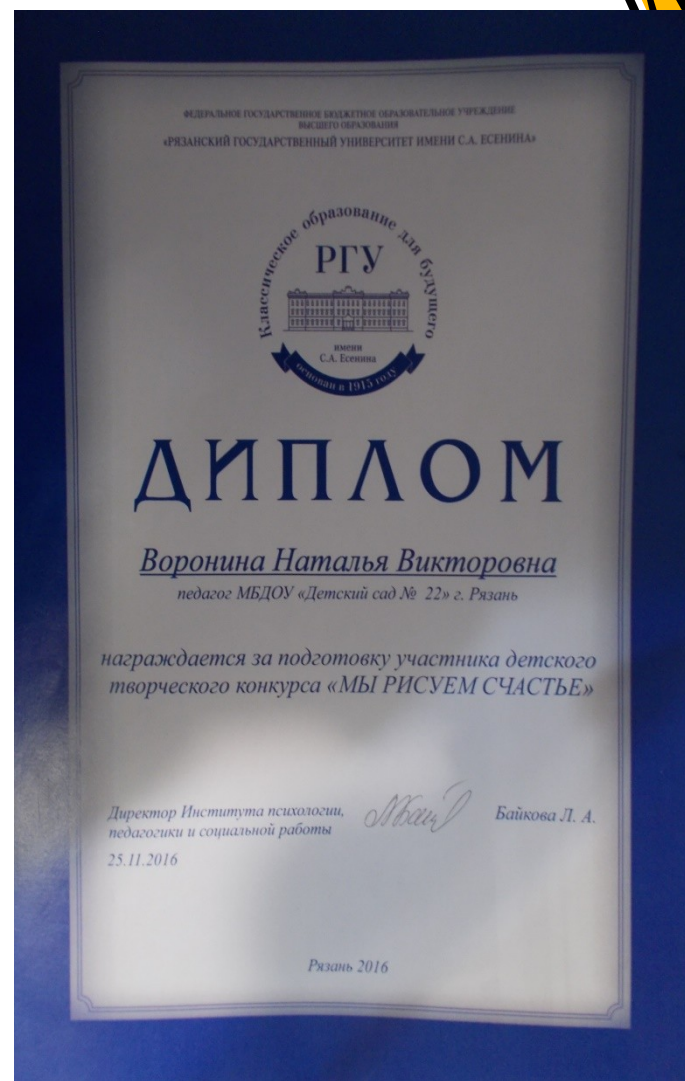 ФЕДЕРАЛЬНОЕ ГОСУДАРСТВЕННОЕ БЮДЖЕТНОЕ ОБРАЗОВАТЕЛЬНОЕ УЧРЕЖДЕНИЕ
ВЫСШЕГО ОБРАЗОВАНИЯ
«РЯЗАНСКИЙ ГОСУДАРСТВЕННЫЙ УНИВЕРСИТЕТ ИМЕНИ С.А. ЕСЕНИНА»
Классическое образование для будущего
РГУ
имени
С.А. Есенина
основан в 1915 году
ДИПЛОМ
Воронина Наталья Викторовна
педагог МБДОУ «Детский сад № 22» г. Рязань
награждается за подготовку участника детского
творческого конкурса «МЫ РИСУЕМ СЧАСТЬЕ»
Директор Института психологии,
педагогики и социальной работы
Байкова Л. А.
25.11.2016
Рязань 2016